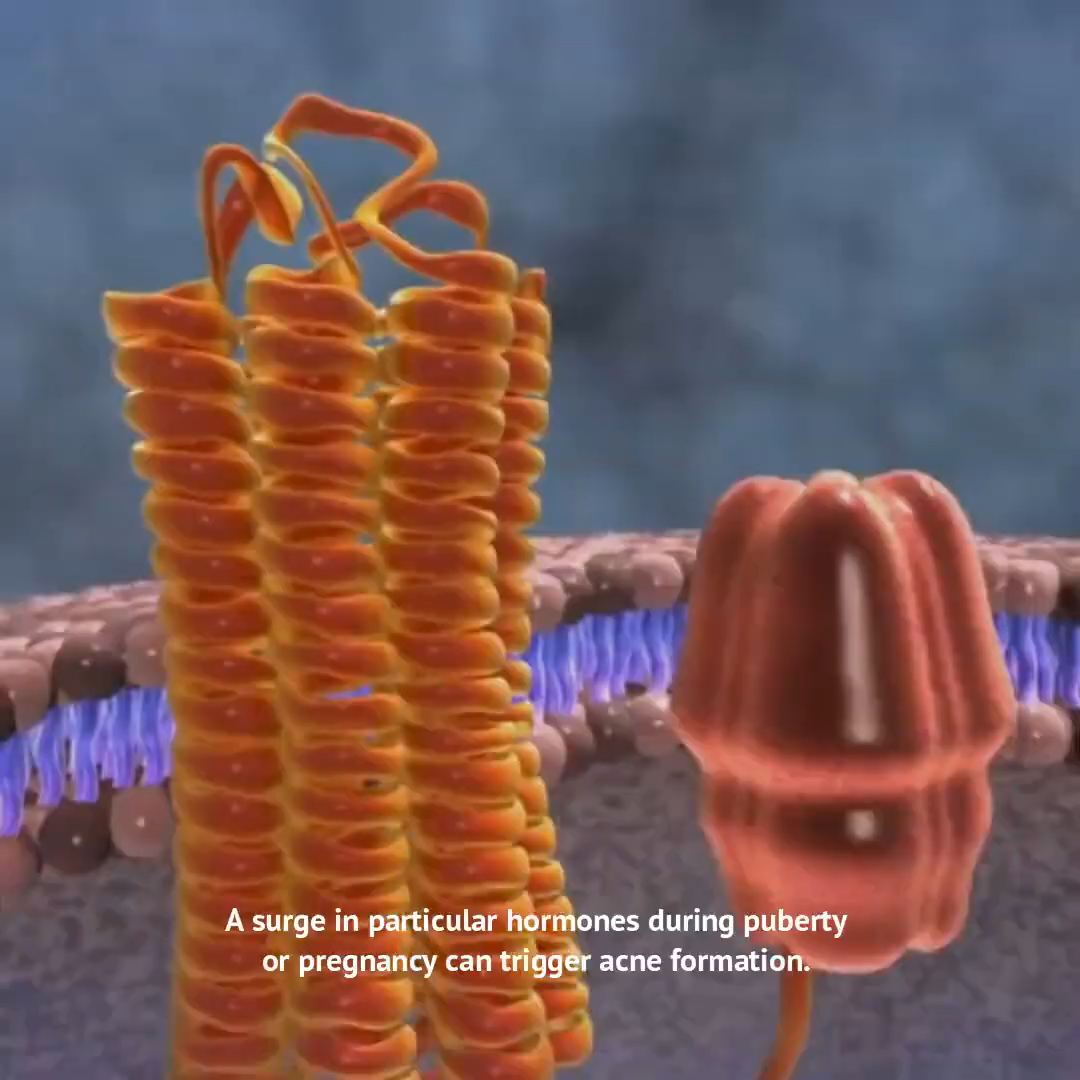 A surge in particular hormones during puberty
or pregnancy can trigger acne formation.